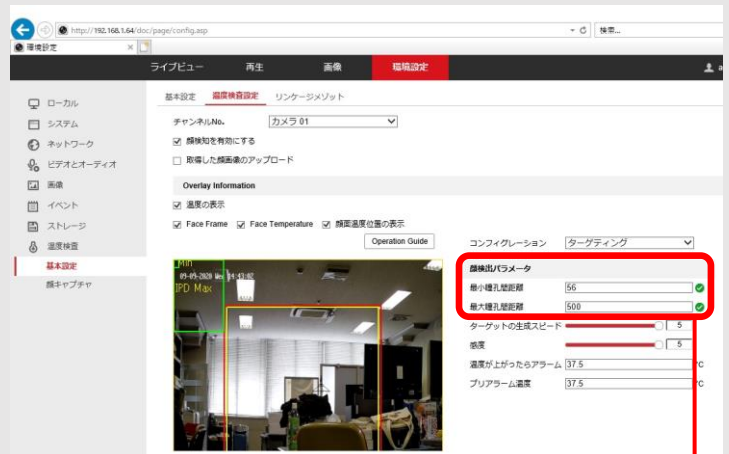 http://192.168.1.64/doc/page/config.asp
検索...
環境設定
ライブビュー 再生 画像 環境設定
ローカル
システム
ネットワーク
ビデオとオーディオ
画像
イベント
ストレージ
温度検査
基本設定
顔キャプチャ
基本設定 温度検査設定 リンケージメゾット
チャンネルNo. カメラ 01
顔検知を有効にする
取得した顔画像のアップロード
Overlay Information
温度の表示
Face Frame Face Temperature 顔面温度位置の表示
Operation Guide
Min
09-09-2020 Wed 14:43:02
IPD Max
コンフィグレーション ターゲティング
顔検出パラメータ
最小瞳孔間距離 56
最大瞳孔間距離 500
ターゲットの生成スピード 5
感度 5
温度が上がったらアラーム 37.5 °C
プリアラーム温度 37.5 °C